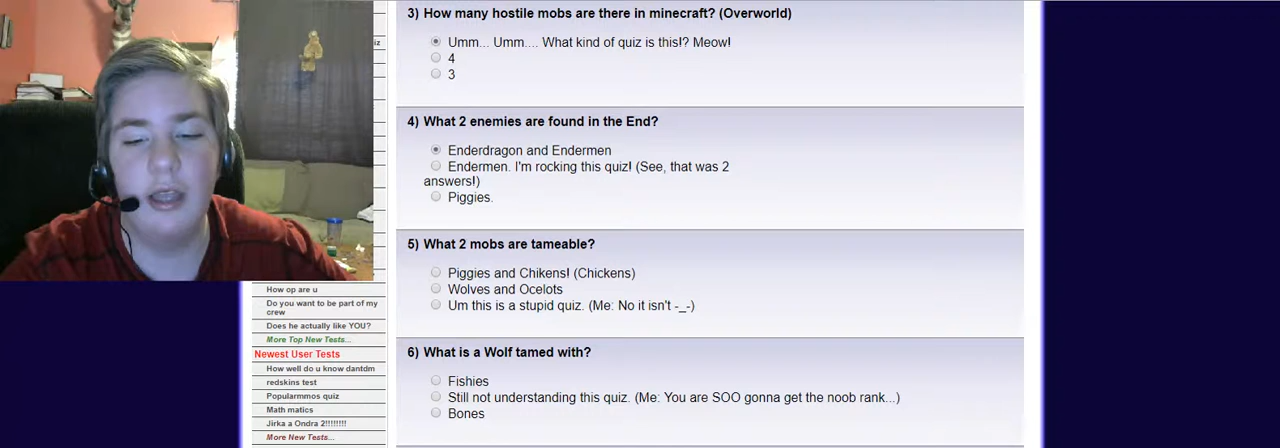 3) How many hostile mobs are there in minecraft? (Overworld)
Umm... Umm.... What kind of quiz is this!? Meow!
4
3
4) What 2 enemies are found in the End?
Enderdragon and Endermen
Endermen. I'm rocking this quiz! (See, that was 2
answers!)
Piggies.
5) What 2 mobs are tameable?
Piggies and Chikens! (Chickens)
Wolves and Ocelots
Um this is a stupid quiz. (Me: No it isn't -_-)
6) What is a Wolf tamed with?
Fishies
Still not understanding this quiz. (Me: You are SOO gonna get the noob rank...)
Bones
iz
How op are u
Do you want to be part of my
crew
Does he actually like YOU?
More Top New Tests...
Newest User Tests
How well do u know dantdm
redskins test
Popularmmos quiz
Math matics
Jirka a Ondra 2!!!!!!!!
More New Tests...